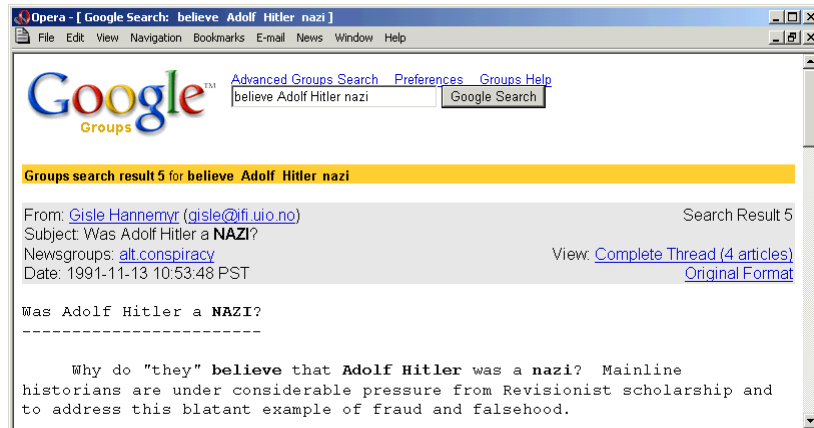 Opera - [ Google Search: believe Adolf Hitler nazi ]
File Edit View Navigation Bookmarks E-mail News Window Help
Google™
Groups
Advanced Groups Search Preferences Groups Help
believe Adolf Hitler nazi Google Search
Groups search result 5 for believe Adolf Hitler nazi
From: Gisle Hannemyr (gisle@ifi.uio.no) Search Result 5
Subject: Was Adolf Hitler a NAZI?
Newsgroups: alt.conspiracy View: Complete Thread (4 articles)
Date: 1991-11-13 10:53:48 PST Original Format
Was Adolf Hitler a NAZI?
------------------------
Why do "they" believe that Adolf Hitler was a nazi? Mainline
historians are under considerable pressure from Revisionist scholarship and
to address this blatant example of fraud and falsehood.